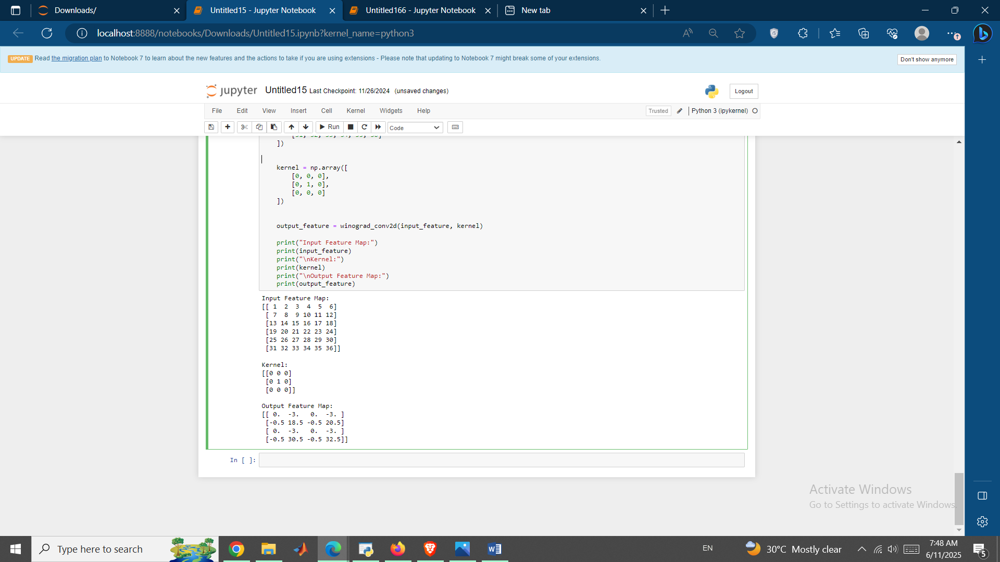 Downloads/
Untitled15 - Jupyter Notebook
Untitled166 - Jupyter Notebook
New tab
localhost:8888/notebooks/Downloads/Untitled15.ipynb?kernel_name=python3
UPDATE Read the migration plan to Notebook 7 to learn about the new features and the actions to take if you are using extensions - Please note that updating to Notebook 7 might break some of your extensions.
Don't show anymore
jupyter Untitled15 Last Checkpoint: 11/26/2024 (unsaved changes)
Logout
File Edit View Insert Cell Kernel Widgets Help
Trusted
Python 3 (ipykernel)
Run
Code
])
kernel = np.array([
[0, 0, 0],
[0, 1, 0],
[0, 0, 0]
])
output_feature = winograd_conv2d(input_feature, kernel)
print("Input Feature Map:")
print(input_feature)
print("\nKernel:")
print(kernel)
print("\nOutput Feature Map:")
print(output_feature)
Input Feature Map:
[[ 1  2  3  4  5  6]
[ 7  8  9 10 11 12]
[13 14 15 16 17 18]
[19 20 21 22 23 24]
[25 26 27 28 29 30]
[31 32 33 34 35 36]]
Kernel:
[[0 0 0]
[0 1 0]
[0 0 0]]
Output Feature Map:
[[ 0.  -3.   0.  -3. ]
[-0.5 18.5 -0.5 20.5]
[ 0.  -3.   0.  -3. ]
[-0.5 30.5 -0.5 32.5]]
In [ ]:
Activate Windows
Go to Settings to activate Windows.
Type here to search
EN
30°C Mostly clear
7:48 AM
6/11/2025
5